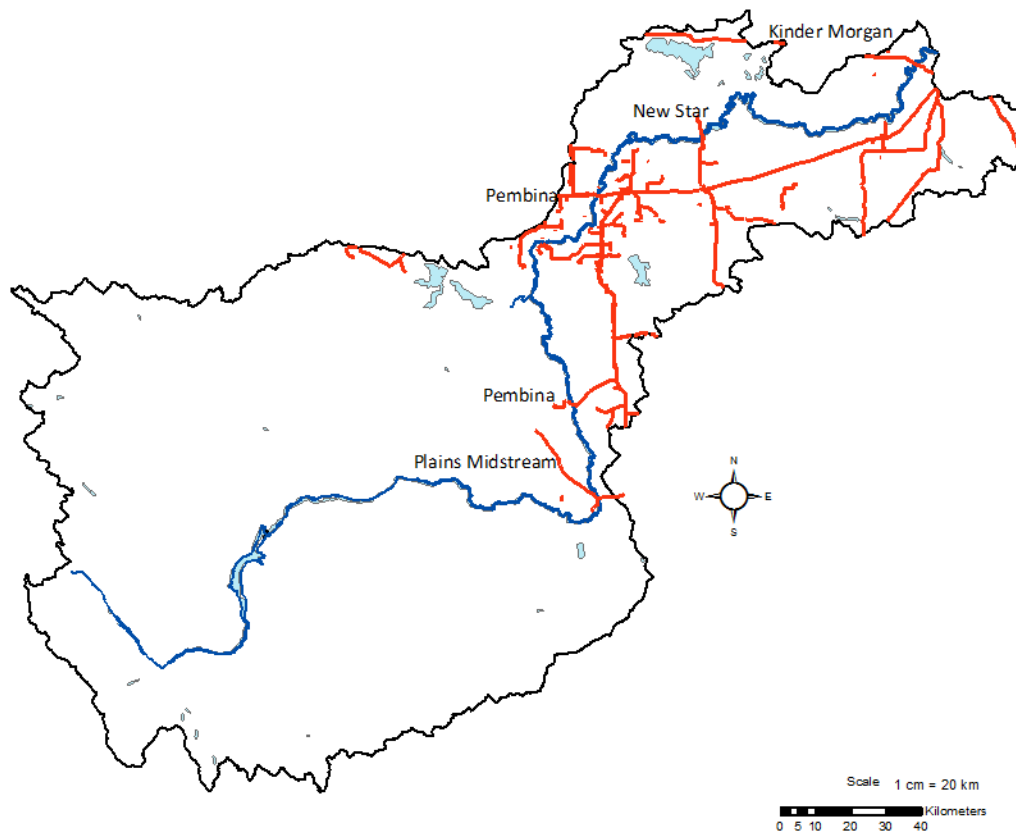 Kinder Morgan
New Star
Pembina
Pembina
Plains Midstream
N
W E
S
Scale 1 cm = 20 km
Kilometers
0 5 10 20 30 40